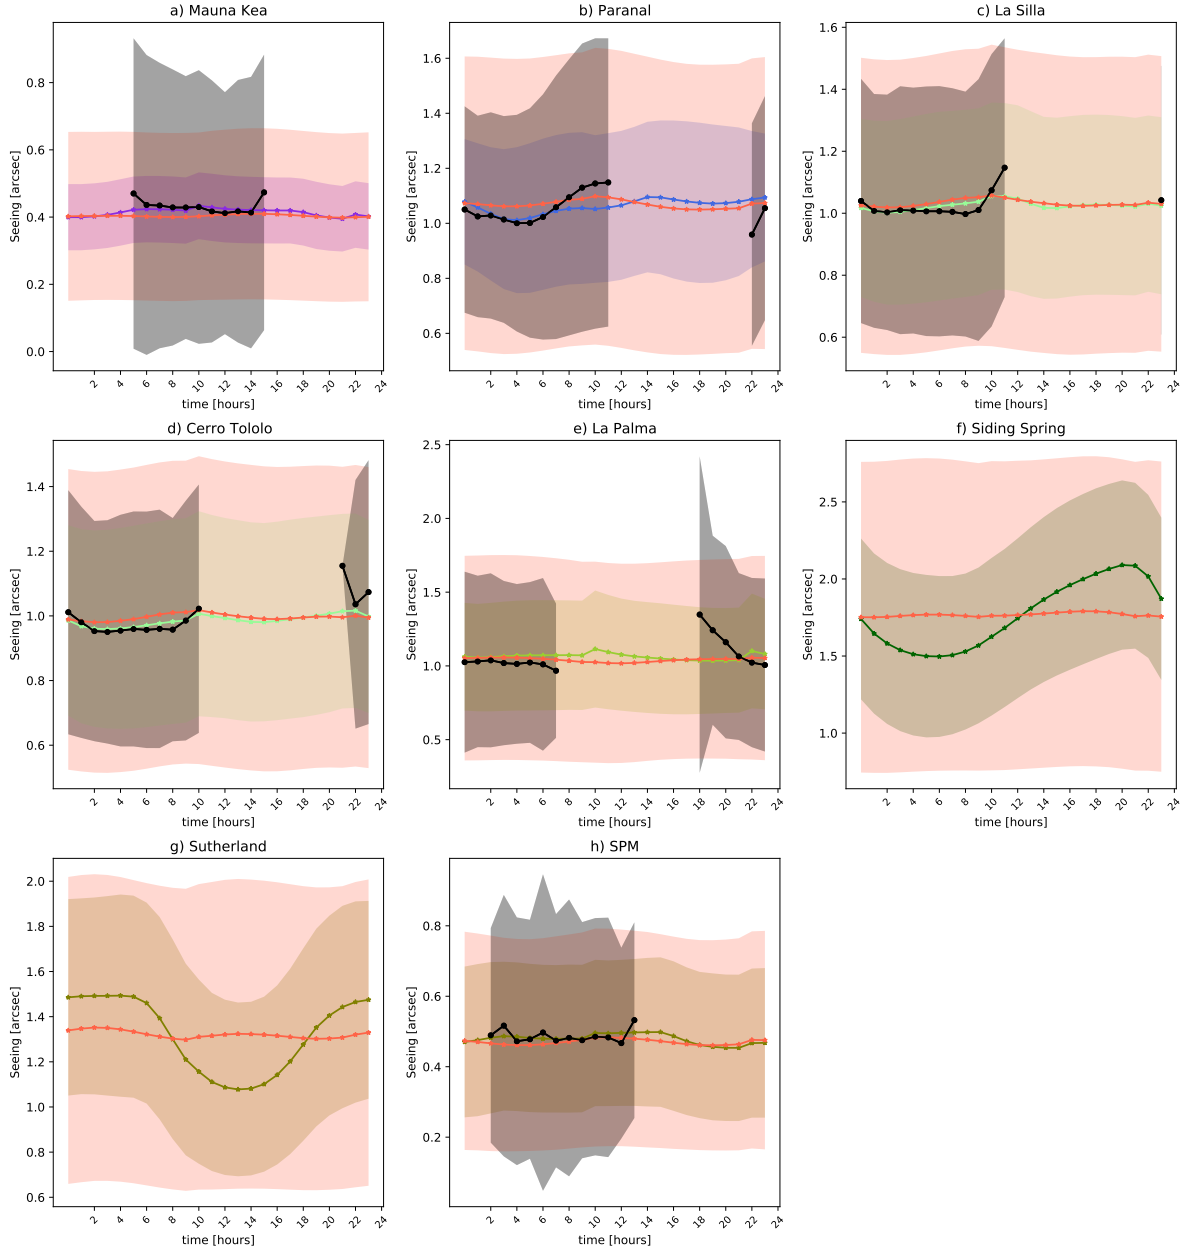 a) Mauna Kea
Seeing [arcsec]
0.8
0.6
0.4
0.2
0.0
2 4 6 8 10 12 14 16 18 20 22 24
time [hours]
b) Paranal
Seeing [arcsec]
1.6
1.4
1.2
1.0
0.8
0.6
2 4 6 8 10 12 14 16 18 20 22 24
time [hours]
c) La Silla
Seeing [arcsec]
1.6
1.4
1.2
1.0
0.8
0.6
2 4 6 8 10 12 14 16 18 20 22 24
time [hours]
d) Cerro Tololo
Seeing [arcsec]
1.4
1.2
1.0
0.8
0.6
2 4 6 8 10 12 14 16 18 20 22 24
time [hours]
e) La Palma
Seeing [arcsec]
2.5
2.0
1.5
1.0
0.5
2 4 6 8 10 12 14 16 18 20 22 24
time [hours]
f) Siding Spring
Seeing [arcsec]
2.5
2.0
1.5
1.0
2 4 6 8 10 12 14 16 18 20 22 24
time [hours]
g) Sutherland
Seeing [arcsec]
2.0
1.8
1.6
1.4
1.2
1.0
0.8
0.6
2 4 6 8 10 12 14 16 18 20 22 24
time [hours]
h) SPM
Seeing [arcsec]
0.8
0.6
0.4
0.2
2 4 6 8 10 12 14 16 18 20 22 24
time [hours]